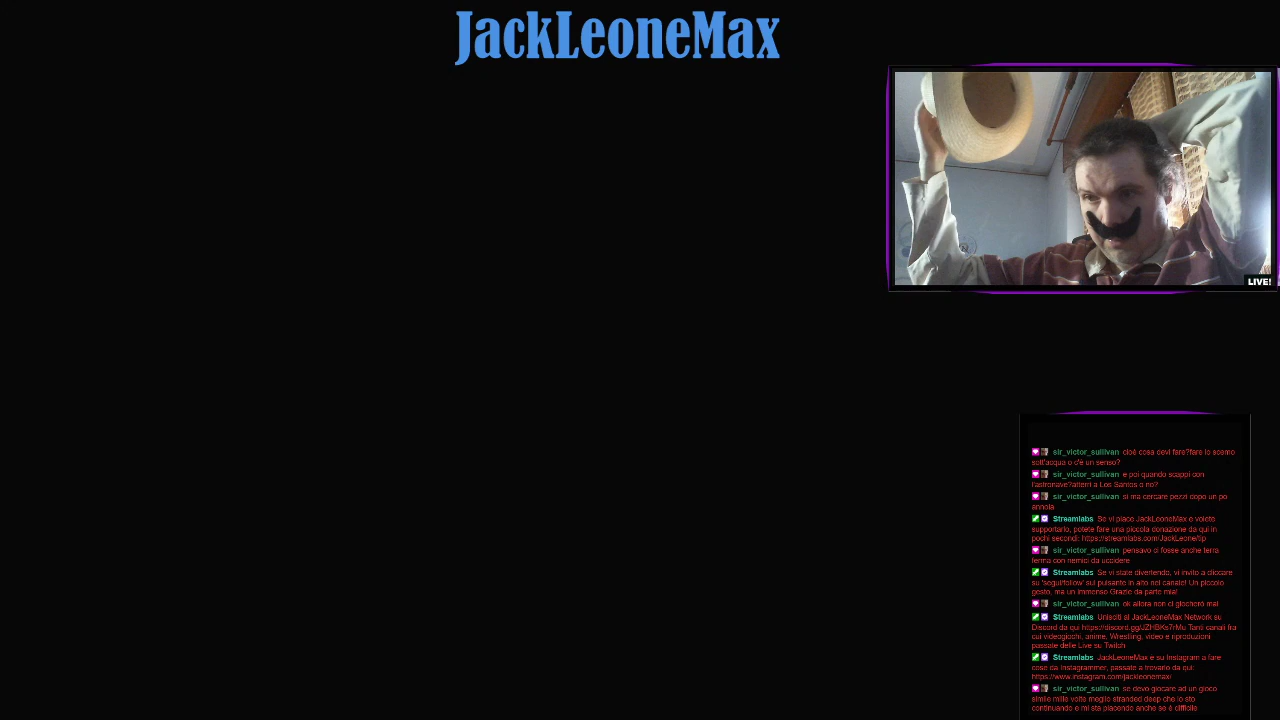 JackLeoneMax
LIVE!
sir_victor_sullivan cioè cosa devi fare?fare lo scemo
sott'acqua o c'è un senso?
sir_victor_sullivan e poi quando scappi con
l'astronave?atterri a Los Santos o no?
sir_victor_sullivan si ma cercare pezzi dopo un po
annoia
Streamlabs Se vi piace JackLeoneMax e volete
supportarlo, potete fare una piccola donazione da qui in
pochi secondi: https://streamlabs.com/JackLeone/tip
sir_victor_sullivan pensavo ci fosse anche terra
ferma con nemici da uccidere
Streamlabs Se vi state divertendo, vi invito a cliccare
su 'segui/follow' sul pulsante in alto nel canale! Un piccolo
gesto, ma un immenso Grazie da parte mia!
sir_victor_sullivan ok allora non ci giocherò mai
Streamlabs Unisciti al JackLeoneMax Network su
Discord da qui https://discord.gg/JZHBKs7rMu Tanti canali fra
cui videogiochi, anime, Wrestling, video e riproduzioni
passate delle Live su Twitch
Streamlabs JackLeoneMax è su Instagram a fare
cose da Instagrammer, passate a trovarlo da qui:
https://www.instagram.com/jackleonemax/
sir_victor_sullivan se devo giocare ad un gioco
simile mille volte meglio stranded deep che lo sto
continuando e mi sta piacendo anche se è difficile